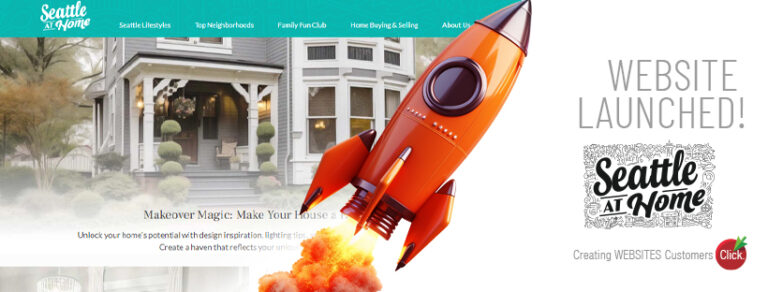 Seattle
AT Home
Seattle Lifestyles Top Neighborhoods Family Fun Club Home Buying & Selling About Us
Makeover Magic: Make Your House a
Unlock your home's potential with design inspiration, lighting tips,
Create a haven that reflects your
WEBSITE
LAUNCHED!
Seattle
AT Home
Creating WEBSITES Customers Click.